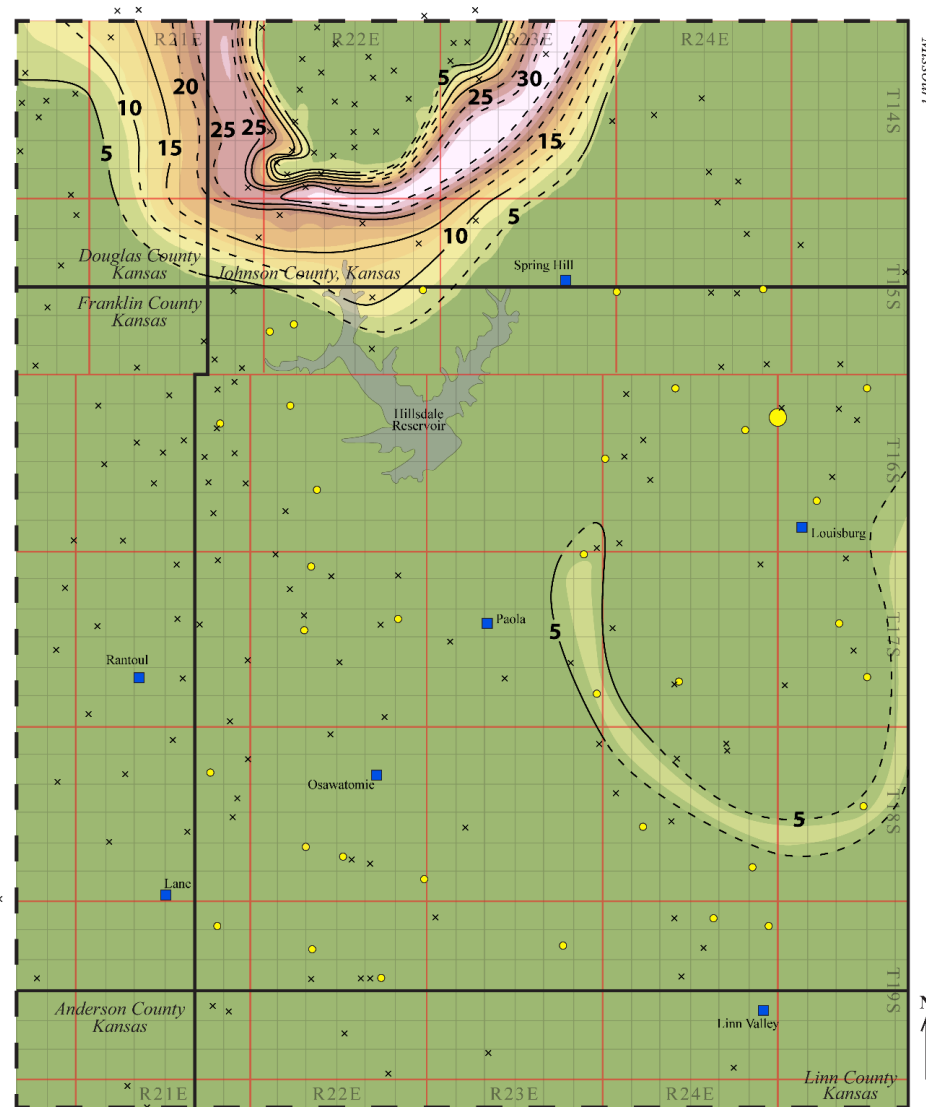 R21E
R22E
R23E
R24E
Missouri
5
30
20
25
10
T14S
25
25
15
15
5
5
10
Douglas County
Kansas
Johnson County, Kansas
Spring Hill
T15S
Franklin County
Kansas
Hillsdale
Reservoir
T16S
Louisburg
Paola
5
T17S
Rantoul
Osawatomie
5
T18S
Lane
T19S
Anderson County
Kansas
N
Linn Valley
Linn County
Kansas
R21E
R22E
R23E
R24E